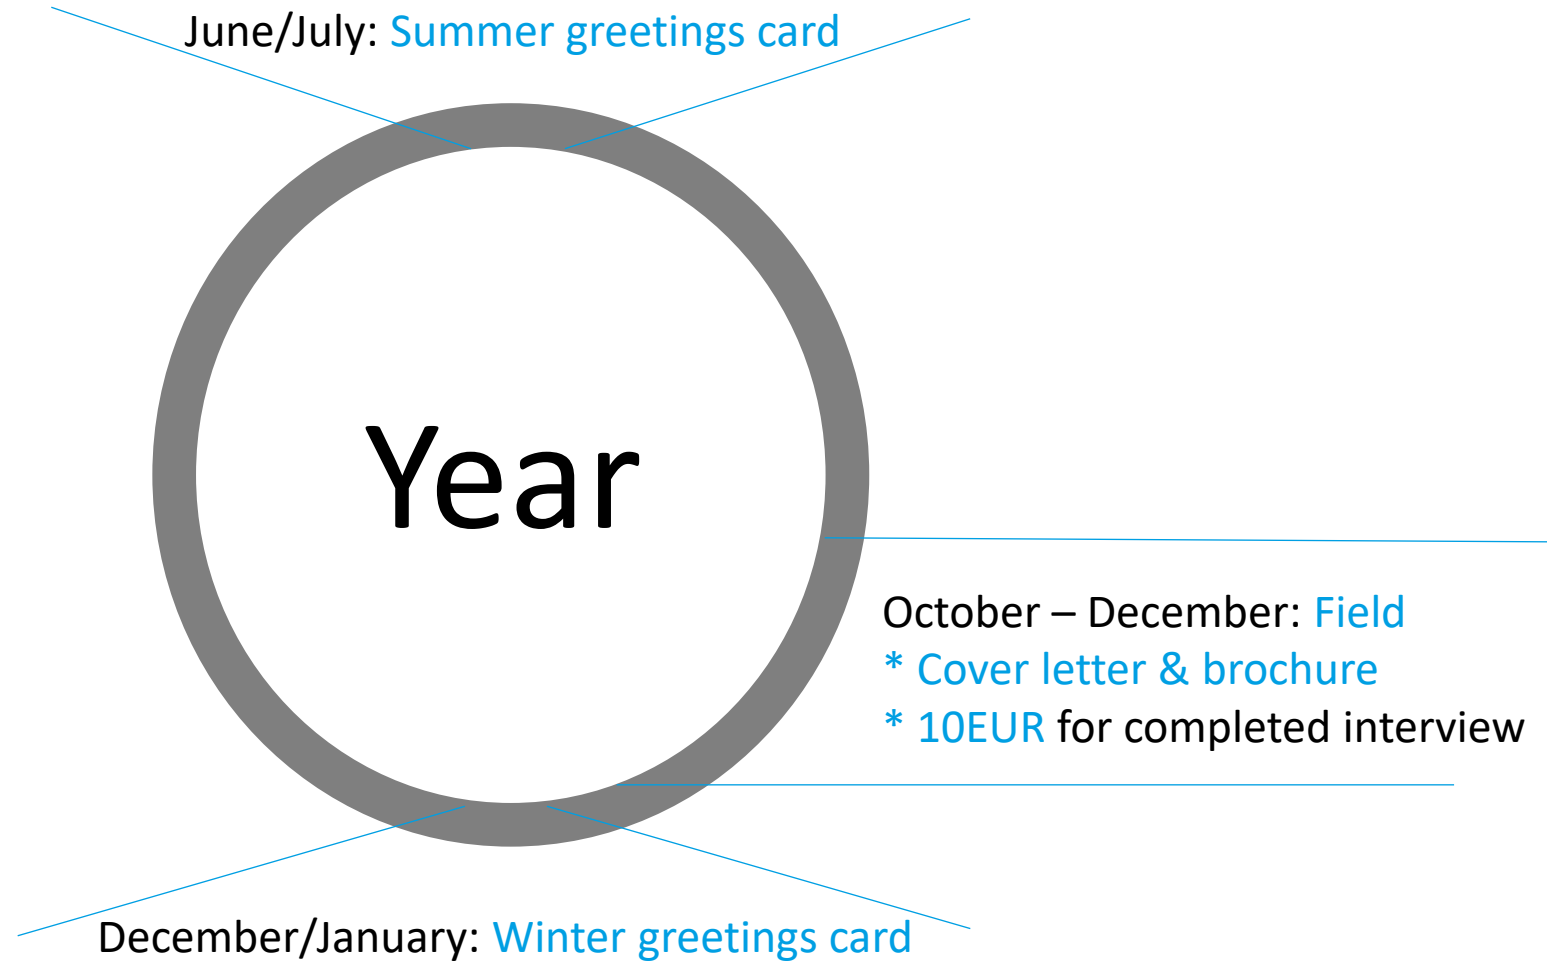 June/July: Summer greetings card
Year
October – December: Field
* Cover letter & brochure
* 10EUR for completed interview
December/January: Winter greetings card